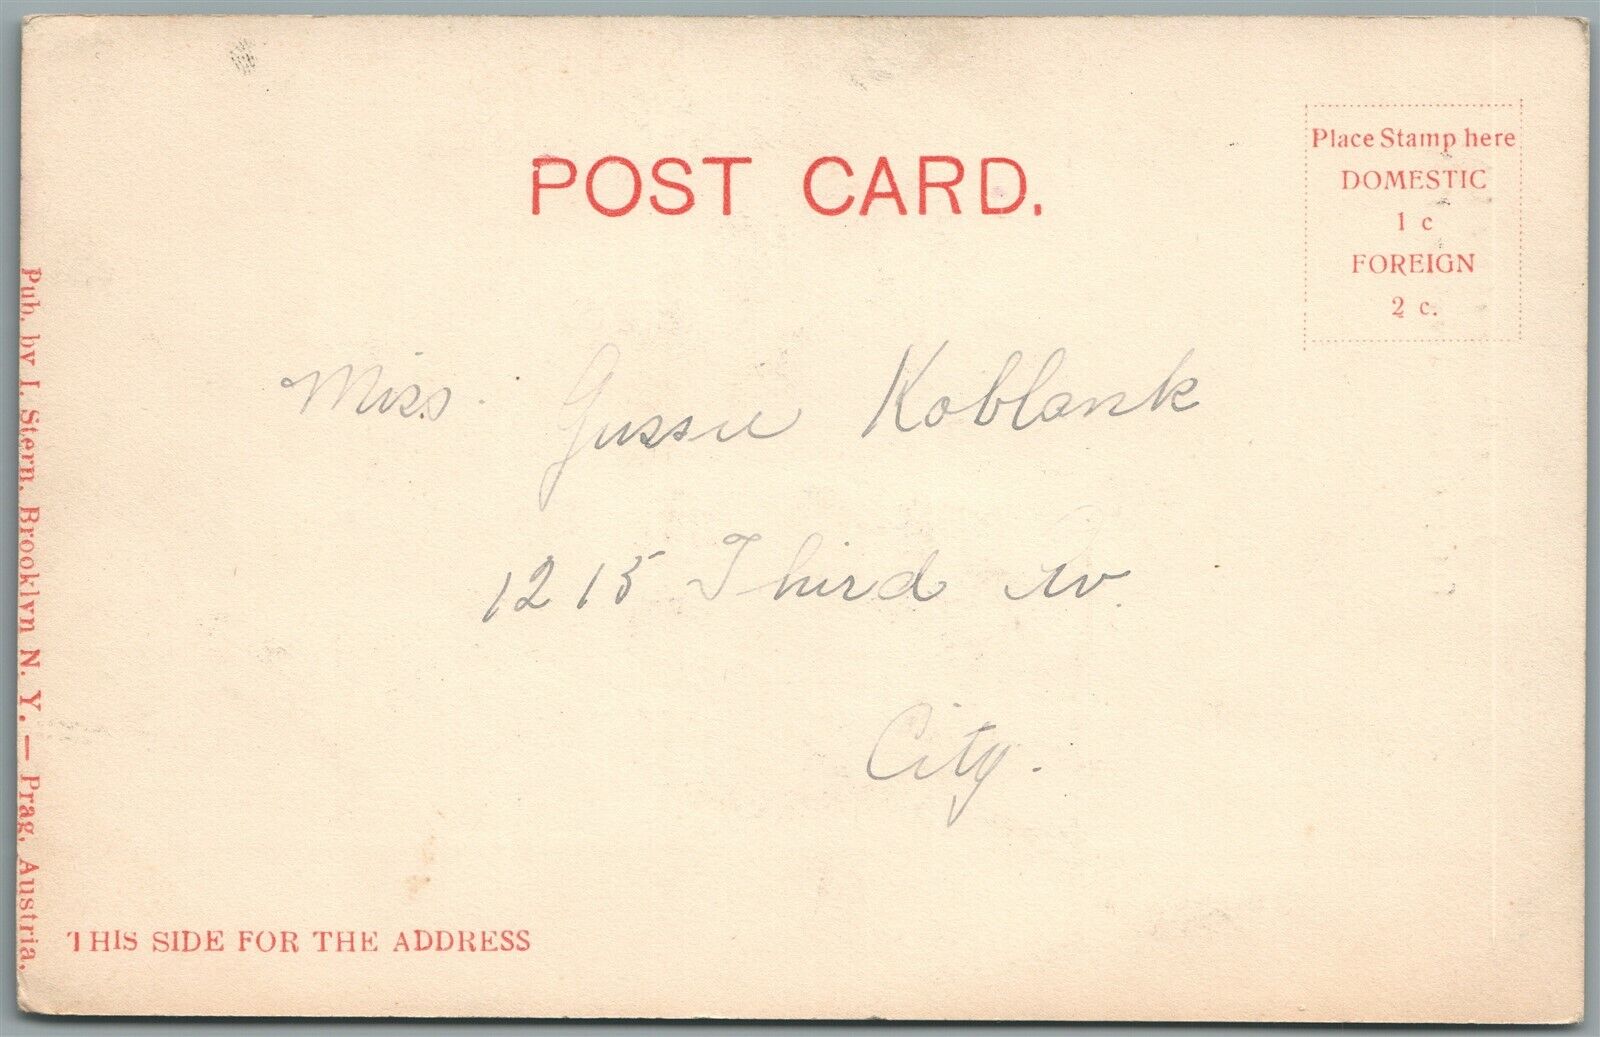 POST CARD.
Place Stamp here
DOMESTIC
1 c
FOREIGN
2 c.
Miss. Gussie Koblank
1215 Third Av.
City.
THIS SIDE FOR THE ADDRESS
Pub. by I. Stern, Brooklyn N. Y. — Prag, Austria.